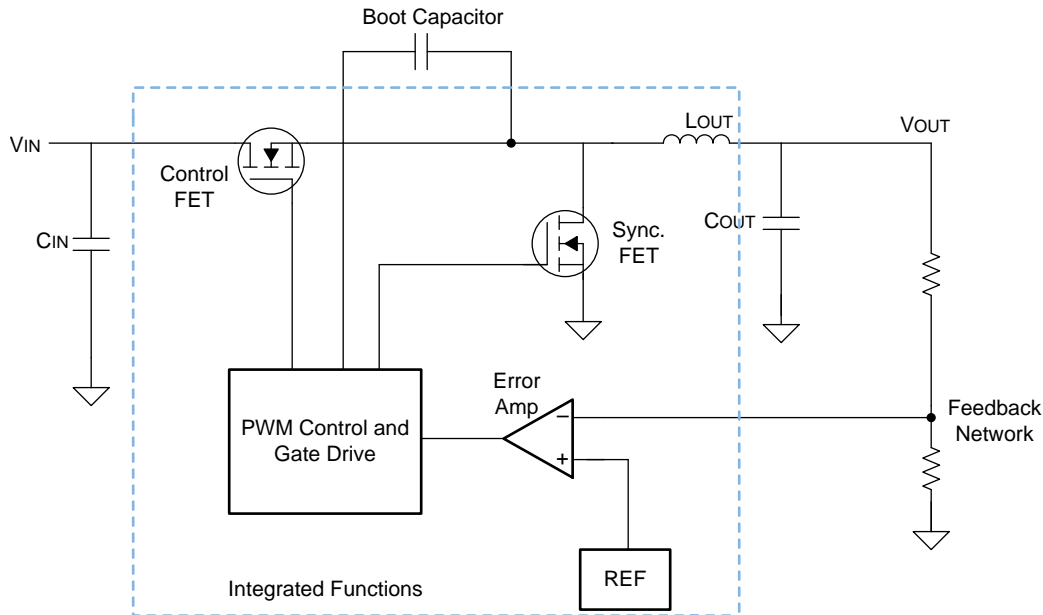 Boot Capacitor
VIN
LOUT
VOUT
Control
FET
CIN
Sync.
FET
COUT
Error
Amp
PWM Control and
Gate Drive
−
+
Feedback
Network
REF
Integrated Functions